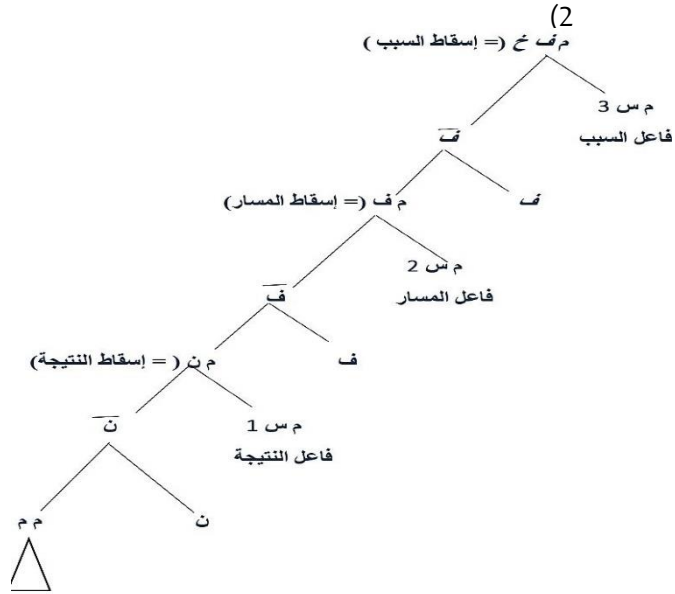 (2
م ف خ (= إسقاط السبب )
م س 3
فاعل السبب
ف
ف
م ف (= إسقاط المسار)
م س 2
فاعل المسار
ف
ف
م ن ( = إسقاط النتيجة)
م س 1
فاعل النتيجة
ن
ن
م م